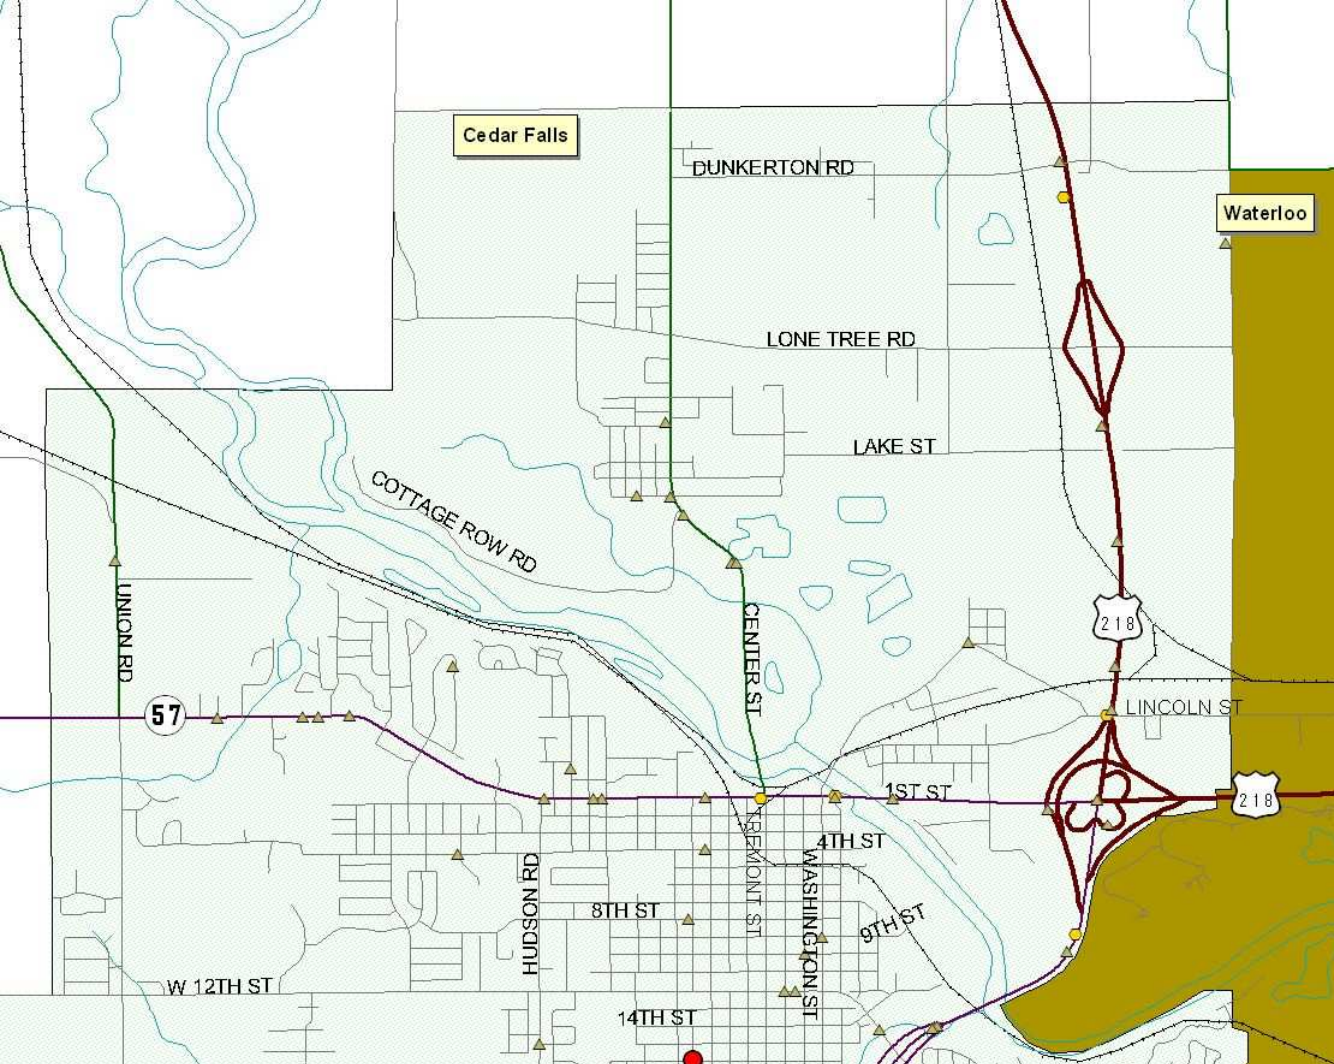 Cedar Falls
DUNKERTON RD
Waterloo
LONE TREE RD
LAKE ST
COTTAGE ROW RD
UNION RD
CENTER ST
218
57
LINCOLN ST
1ST ST
218
TREMONT ST
4TH ST
WASHINGTON ST
HUDSON RD
8TH ST
9TH ST
W 12TH ST
14TH ST